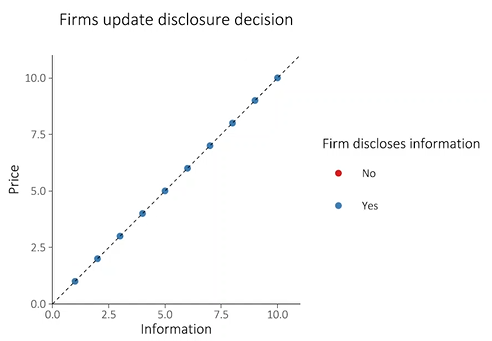 Firms update disclosure decision
10.0
7.5
5.0
2.5
0.0
Price
0.0 2.5 5.0 7.5 10.0
Information
Firm discloses information
No
Yes